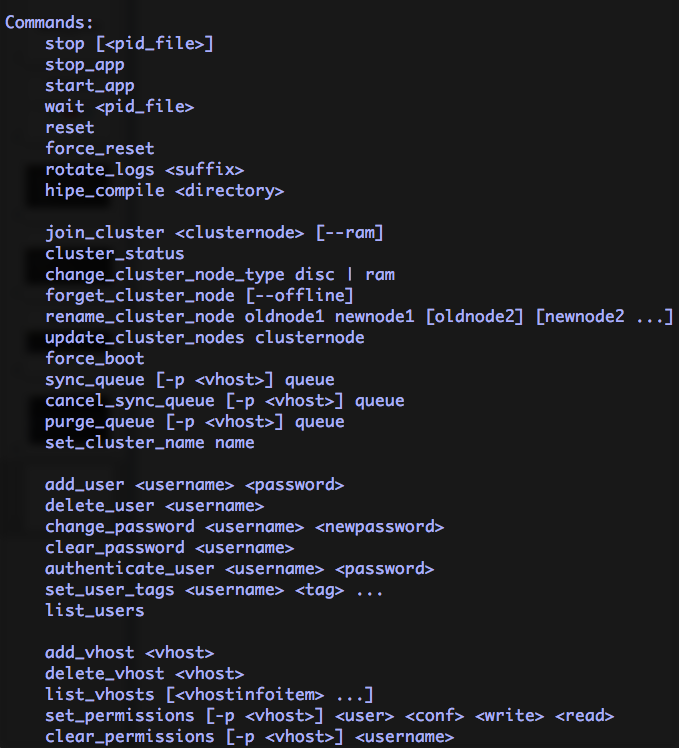 Commands:
stop [<pid_file>]
stop_app
start_app
wait <pid_file>
reset
force_reset
rotate_logs <suffix>
hipe_compile <directory>
join_cluster <clusternode> [--ram]
cluster_status
change_cluster_node_type disc | ram
forget_cluster_node [--offline]
rename_cluster_node oldnode1 newnode1 [oldnode2] [newnode2 ...]
update_cluster_nodes clusternode
force_boot
sync_queue [-p <vhost>] queue
cancel_sync_queue [-p <vhost>] queue
purge_queue [-p <vhost>] queue
set_cluster_name name
add_user <username> <password>
delete_user <username>
change_password <username> <newpassword>
clear_password <username>
authenticate_user <username> <password>
set_user_tags <username> <tag> ...
list_users
add_vhost <vhost>
delete_vhost <vhost>
list_vhosts [<vhostinfoitem> ...]
set_permissions [-p <vhost>] <user> <conf> <write> <read>
clear_permissions [-p <vhost>] <username>